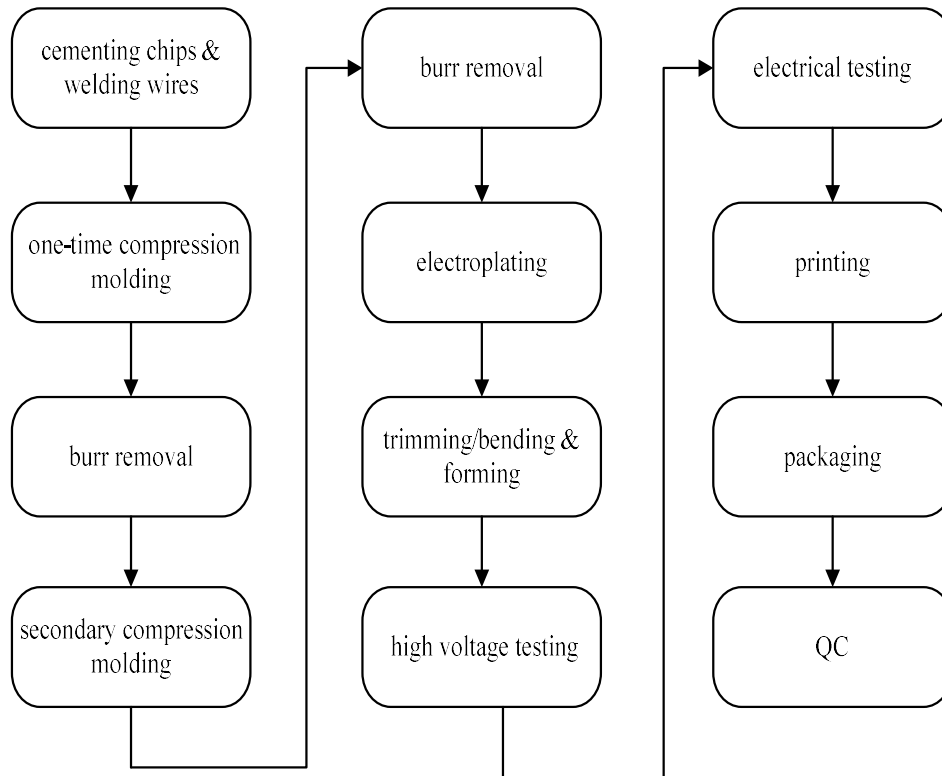 cementing chips &
welding wires
one-time compression
molding
burr removal
secondary compression
molding
burr removal
electroplating
trimming/bending &
forming
high voltage testing
electrical testing
printing
packaging
QC